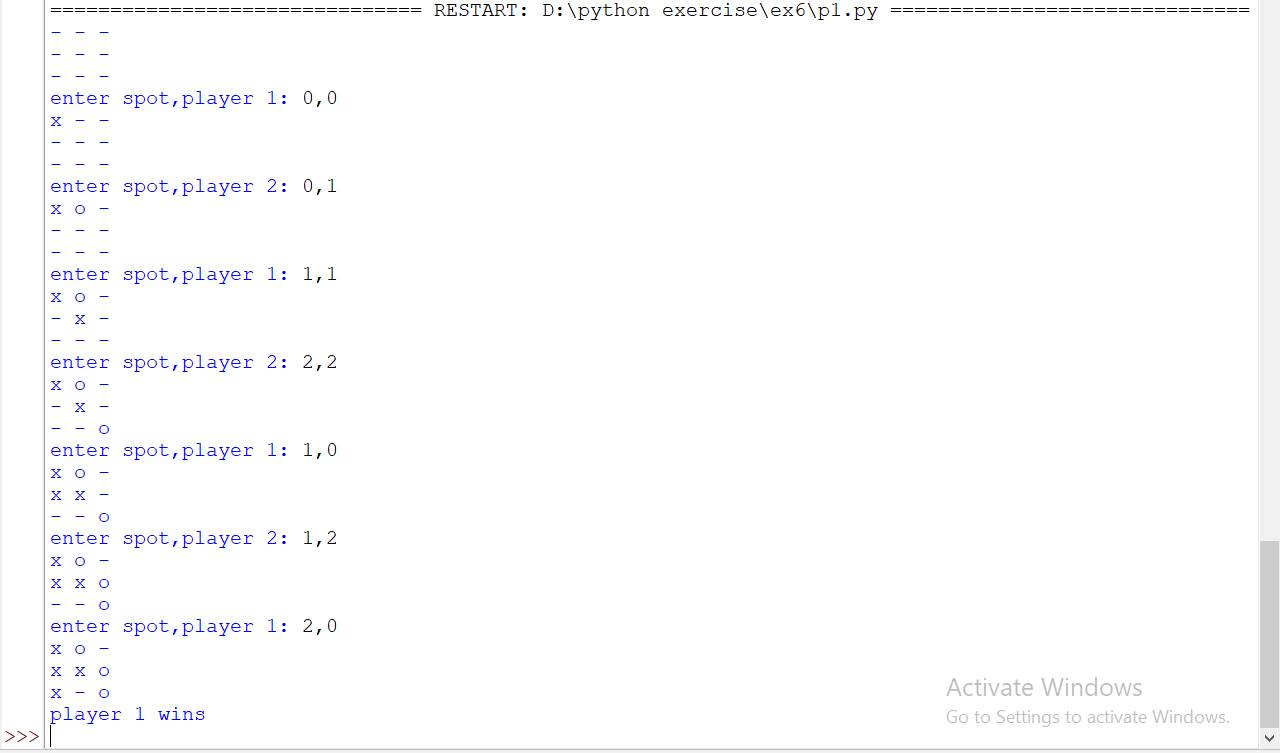 =============================== RESTART: D:\python exercise\ex6\p1.py ==============================
- - -
- - -
- - -
enter spot,player 1: 0,0
x - -
- - -
- - -
enter spot,player 2: 0,1
x o -
- - -
- - -
enter spot,player 1: 1,1
x o -
- x -
- - -
enter spot,player 2: 2,2
x o -
- x -
- - o
enter spot,player 1: 1,0
x o -
x x -
- - o
enter spot,player 2: 1,2
x o -
x x o
- - o
enter spot,player 1: 2,0
x o -
x x o
x - o
player 1 wins
>>>
Activate Windows
Go to Settings to activate Windows.